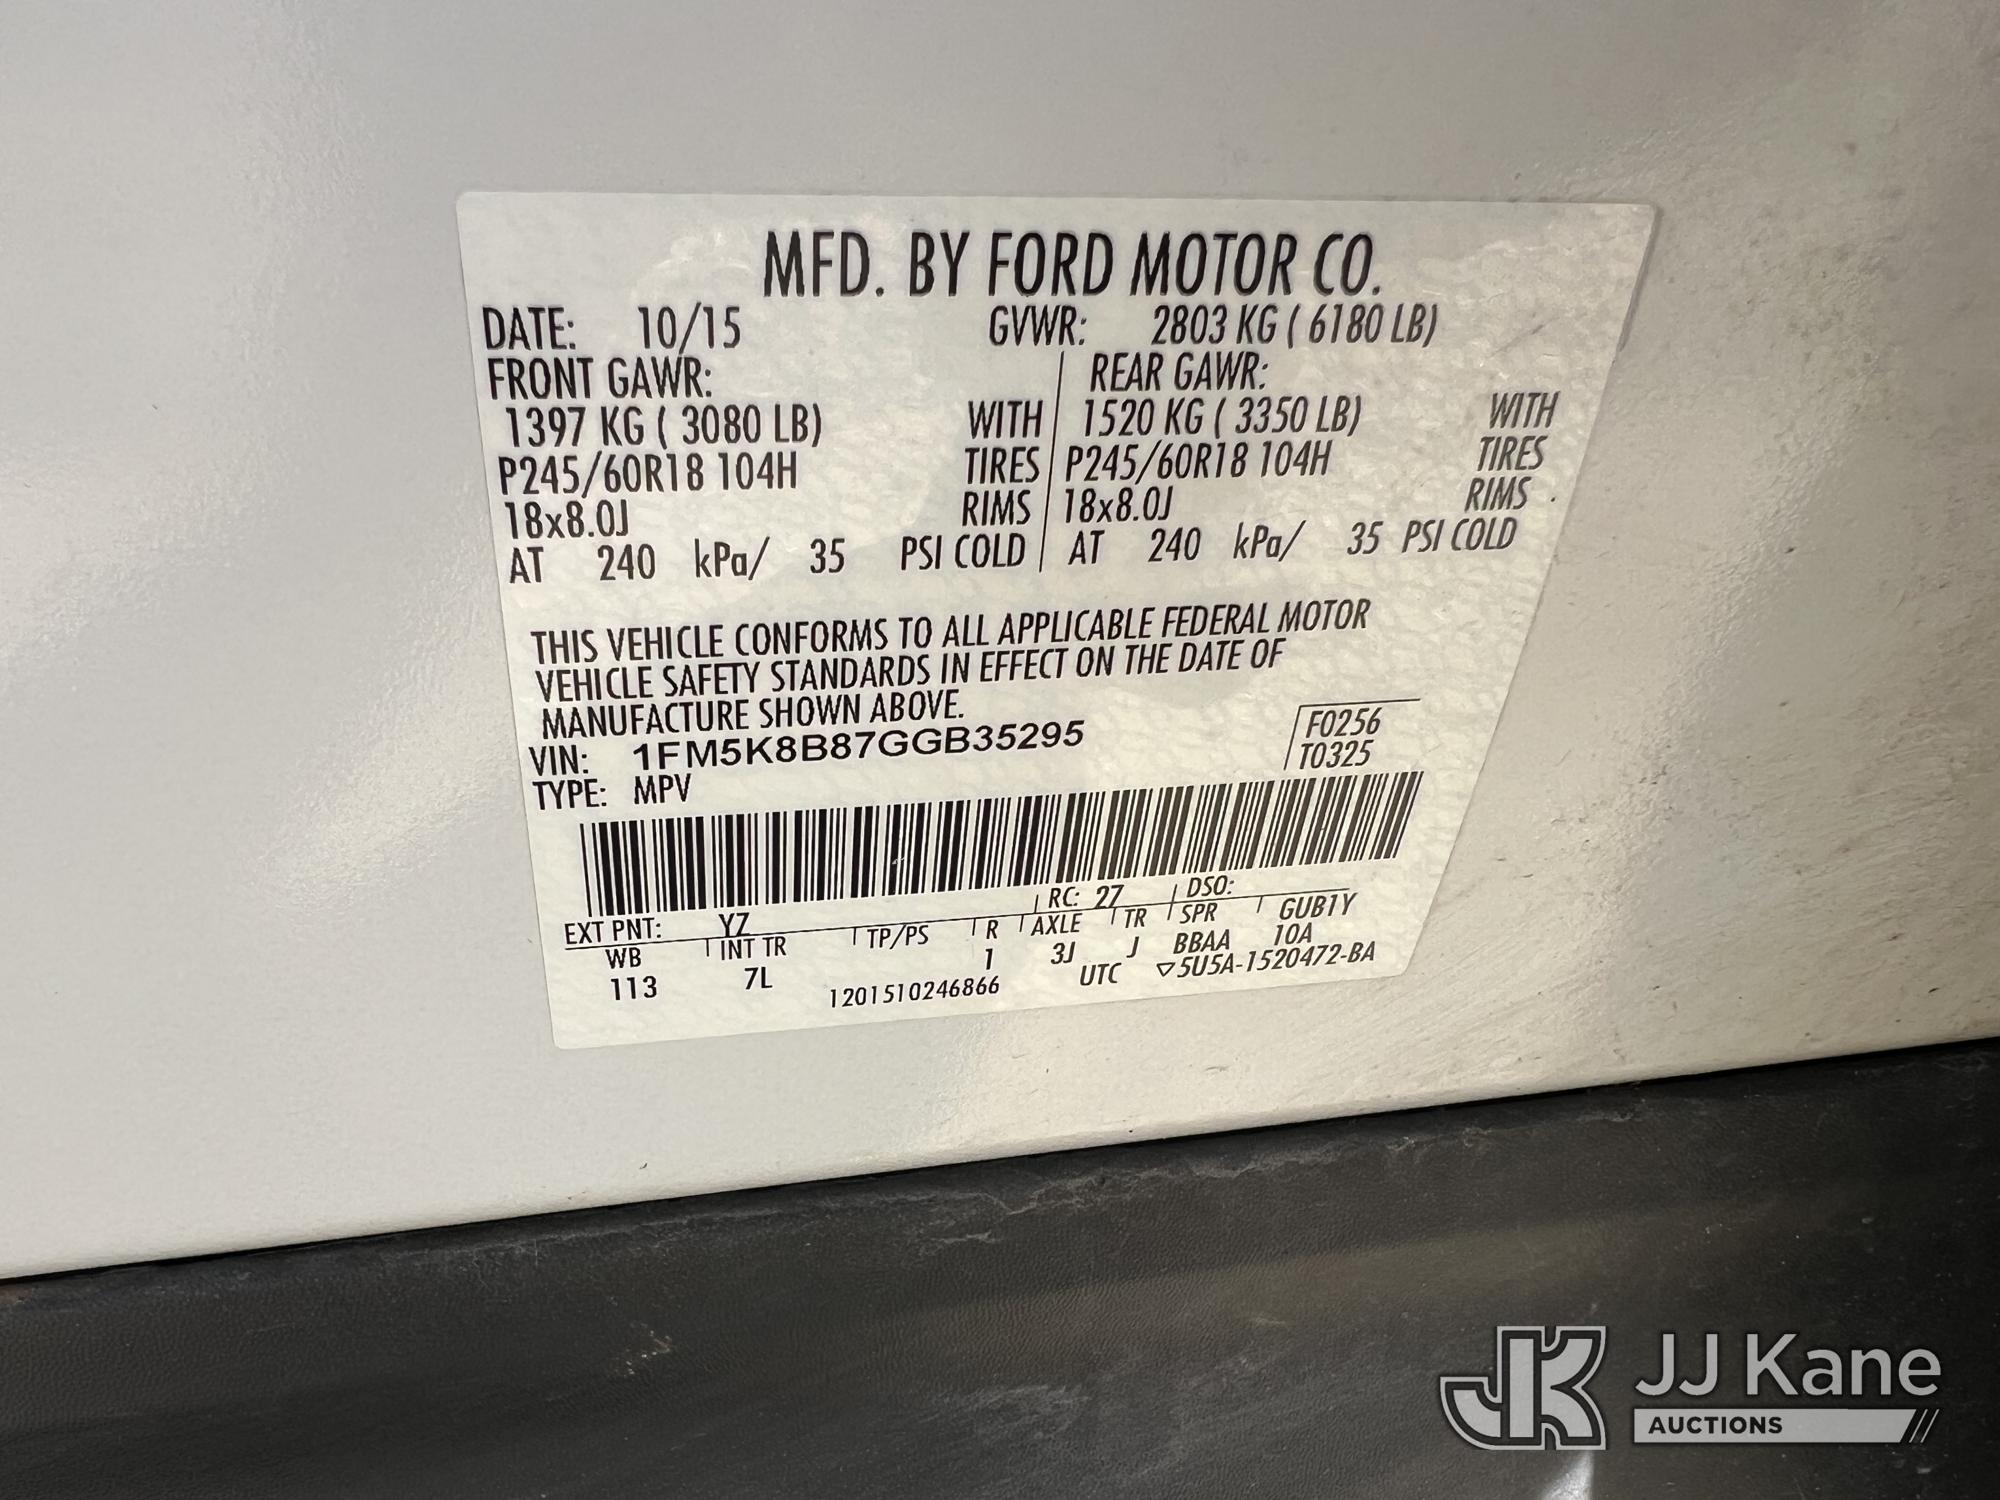 MFD. BY FORD MOTOR CO.
DATE: 10/15 GVWR: 2803 KG ( 6180 LB)
FRONT GAWR: REAR GAWR:
1397 KG ( 3080 LB) WITH 1520 KG ( 3350 LB) WITH
P245/60R18 104H TIRES P245/60R18 104H TIRES
18x8.0J RIMS 18x8.0J RIMS
AT 240 kPa/ 35 PSI COLD AT 240 kPa/ 35 PSI COLD
THIS VEHICLE CONFORMS TO ALL APPLICABLE FEDERAL MOTOR
VEHICLE SAFETY STANDARDS IN EFFECT ON THE DATE OF
MANUFACTURE SHOWN ABOVE.
VIN: 1FM5K8B87GGB35295 F0256
TYPE: MPV T0325
EXT PNT: YZ RC: 27 DSO:
WB INT TR TP/PS R AXLE TR SPR GUB1Y
113 7L 1 3J J BBAA 10A
1201510246866 UTC ▽5U5A-1520472-BA
JK JJ Kane
AUCTIONS